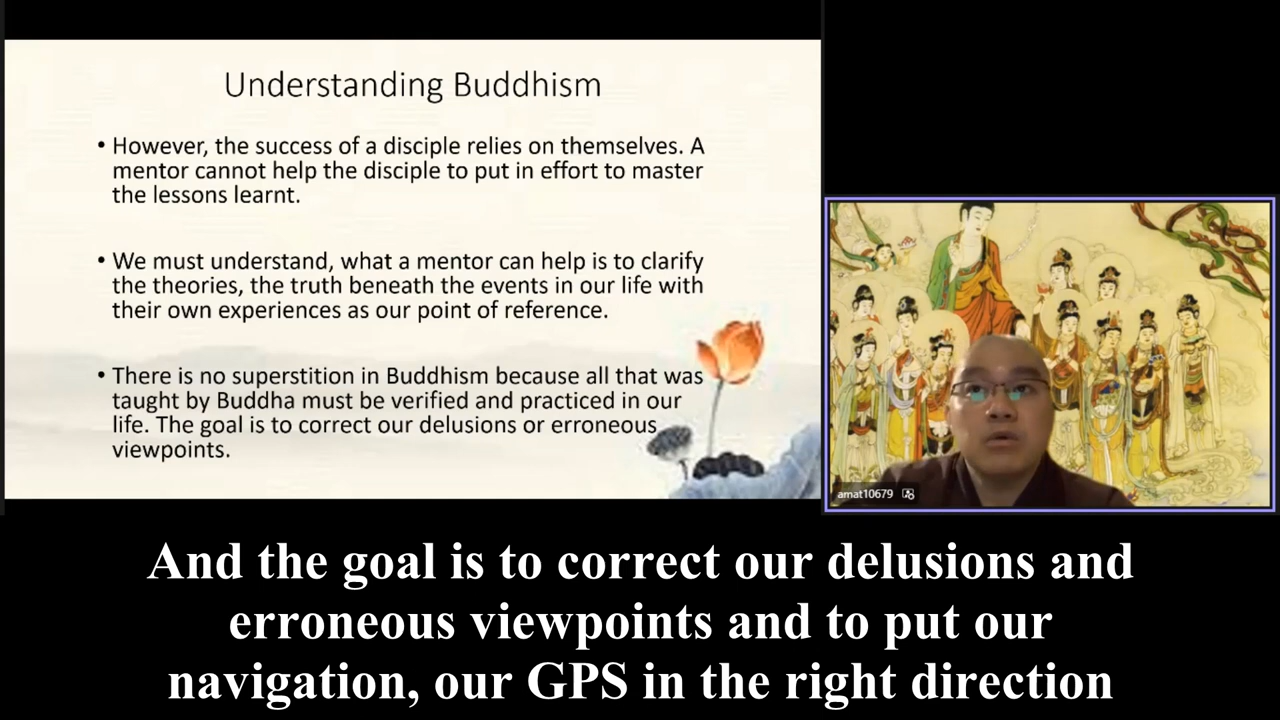 Understanding Buddhism
• However, the success of a disciple relies on themselves. A
mentor cannot help the disciple to put in effort to master
the lessons learnt.
• We must understand, what a mentor can help is to clarify
the theories, the truth beneath the events in our life with
their own experiences as our point of reference.
• There is no superstition in Buddhism because all that was
taught by Buddha must be verified and practiced in our
life. The goal is to correct our delusions or erroneous
viewpoints.
amat10679
And the goal is to correct our delusions and
erroneous viewpoints and to put our
navigation, our GPS in the right direction